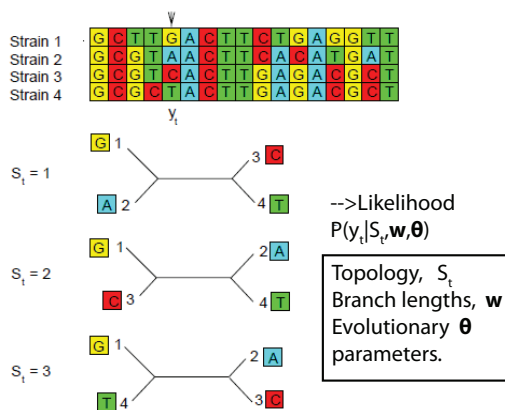 Strain 1 G C T T G A C T T C T G A G G T T
Strain 2 G C G T A A C T T C A C A T G A T
Strain 3 G C G T C A C T T G A G A C G C T
Strain 4 G C G C T A C T T G A G A C G C T
y_t
S_t = 1
G 1
A 2
3 C
4 T
S_t = 2
G 1
C 3
2 A
4 T
S_t = 3
G 1
T 4
2 A
3 C
-->Likelihood
P(y_t|S_t,w,θ)
Topology, S_t
Branch lengths, w
Evolutionary θ
parameters.